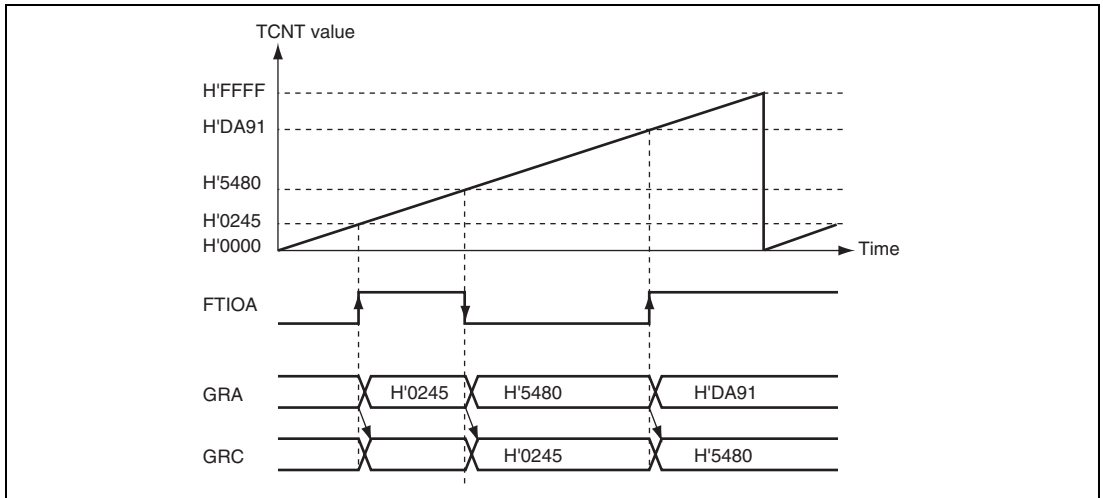 TCNT value
H'FFFF
H'DA91
H'5480
H'0245
H'0000
Time
FTIOA
GRA H'0245 H'5480 H'DA91
GRC H'0245 H'5480